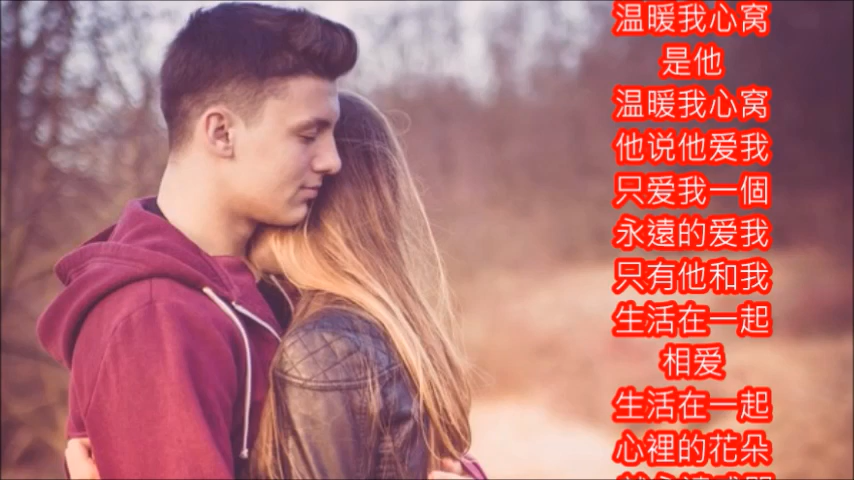 温暖我心窝
是他
温暖我心窝
他说他爱我
只爱我一個
永遠的爱我
只有他和我
生活在一起
相爱
生活在一起
心裡的花朵